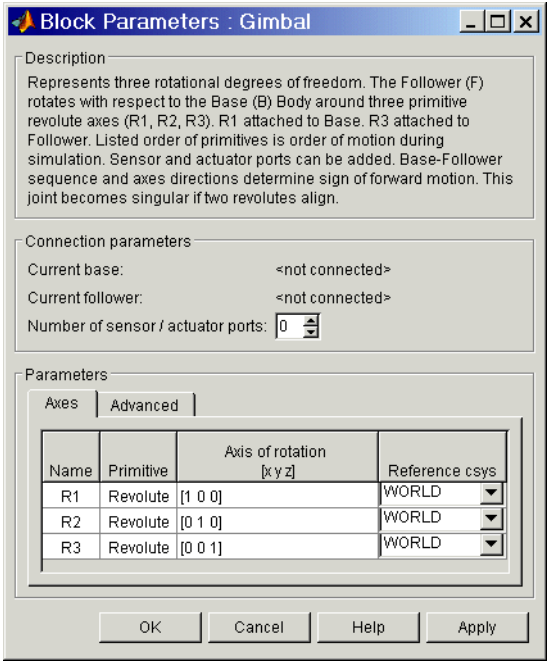 Block Parameters : Gimbal
Description
Represents three rotational degrees of freedom. The Follower (F)
rotates with respect to the Base (B) Body around three primitive
revolute axes (R1, R2, R3). R1 attached to Base. R3 attached to
Follower. Listed order of primitives is order of motion during
simulation. Sensor and actuator ports can be added. Base-Follower
sequence and axes directions determine sign of forward motion. This
joint becomes singular if two revolutes align.
Connection parameters
Current base: <not connected>
Current follower: <not connected>
Number of sensor / actuator ports: 0
Parameters
Axes Advanced
Name Primitive Axis of rotation [x y z] Reference csys
R1 Revolute [1 0 0] WORLD
R2 Revolute [0 1 0] WORLD
R3 Revolute [0 0 1] WORLD
OK Cancel Help Apply